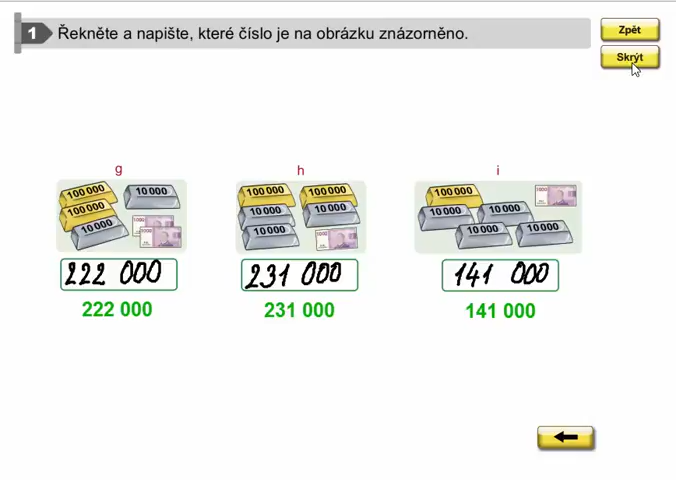 1 Řekněte a napište, které číslo je na obrázku znázorněno.
Zpět
Skrýt
g h i
100 000 10 000 100 000 100 000 100 000 1000
100 000 10 000 10 000 10 000 10 000
10 000 1000 1000 10 000 1000 10 000 10 000
222 000 231 000 141 000
222 000 231 000 141 000